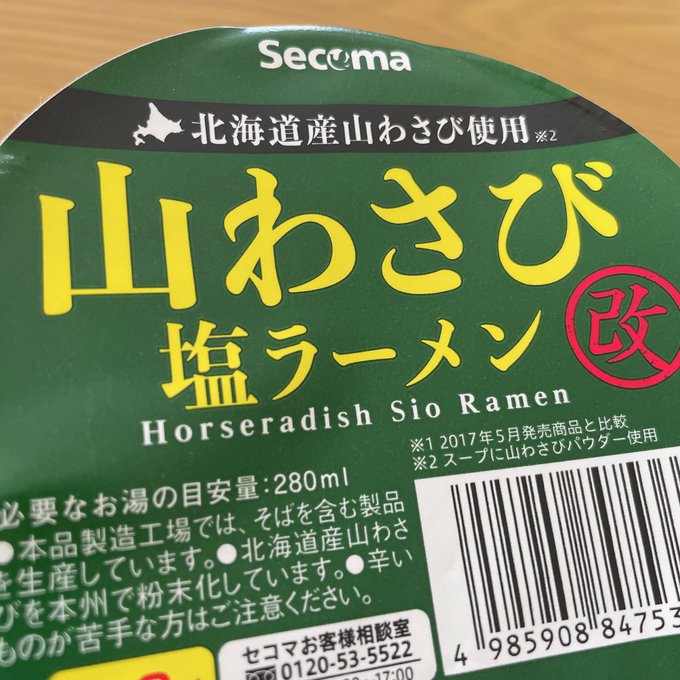 Secoma
北海道産山わさび使用※2
山わさび
塩ラーメン
改
Horseradish Sio Ramen
※1 2017年5月発売商品と比較
※2 スープに山わさびパウダー使用
必要なお湯の目安量:280ml
●本品製造工場では、そばを含む製品
を生産しています。●北海道産山わさ
びを本州で粉末化しています。●辛い
ものが苦手な方はご注意ください。
セコマお客様相談室
0120-53-5522
17:00
4 985908 84753